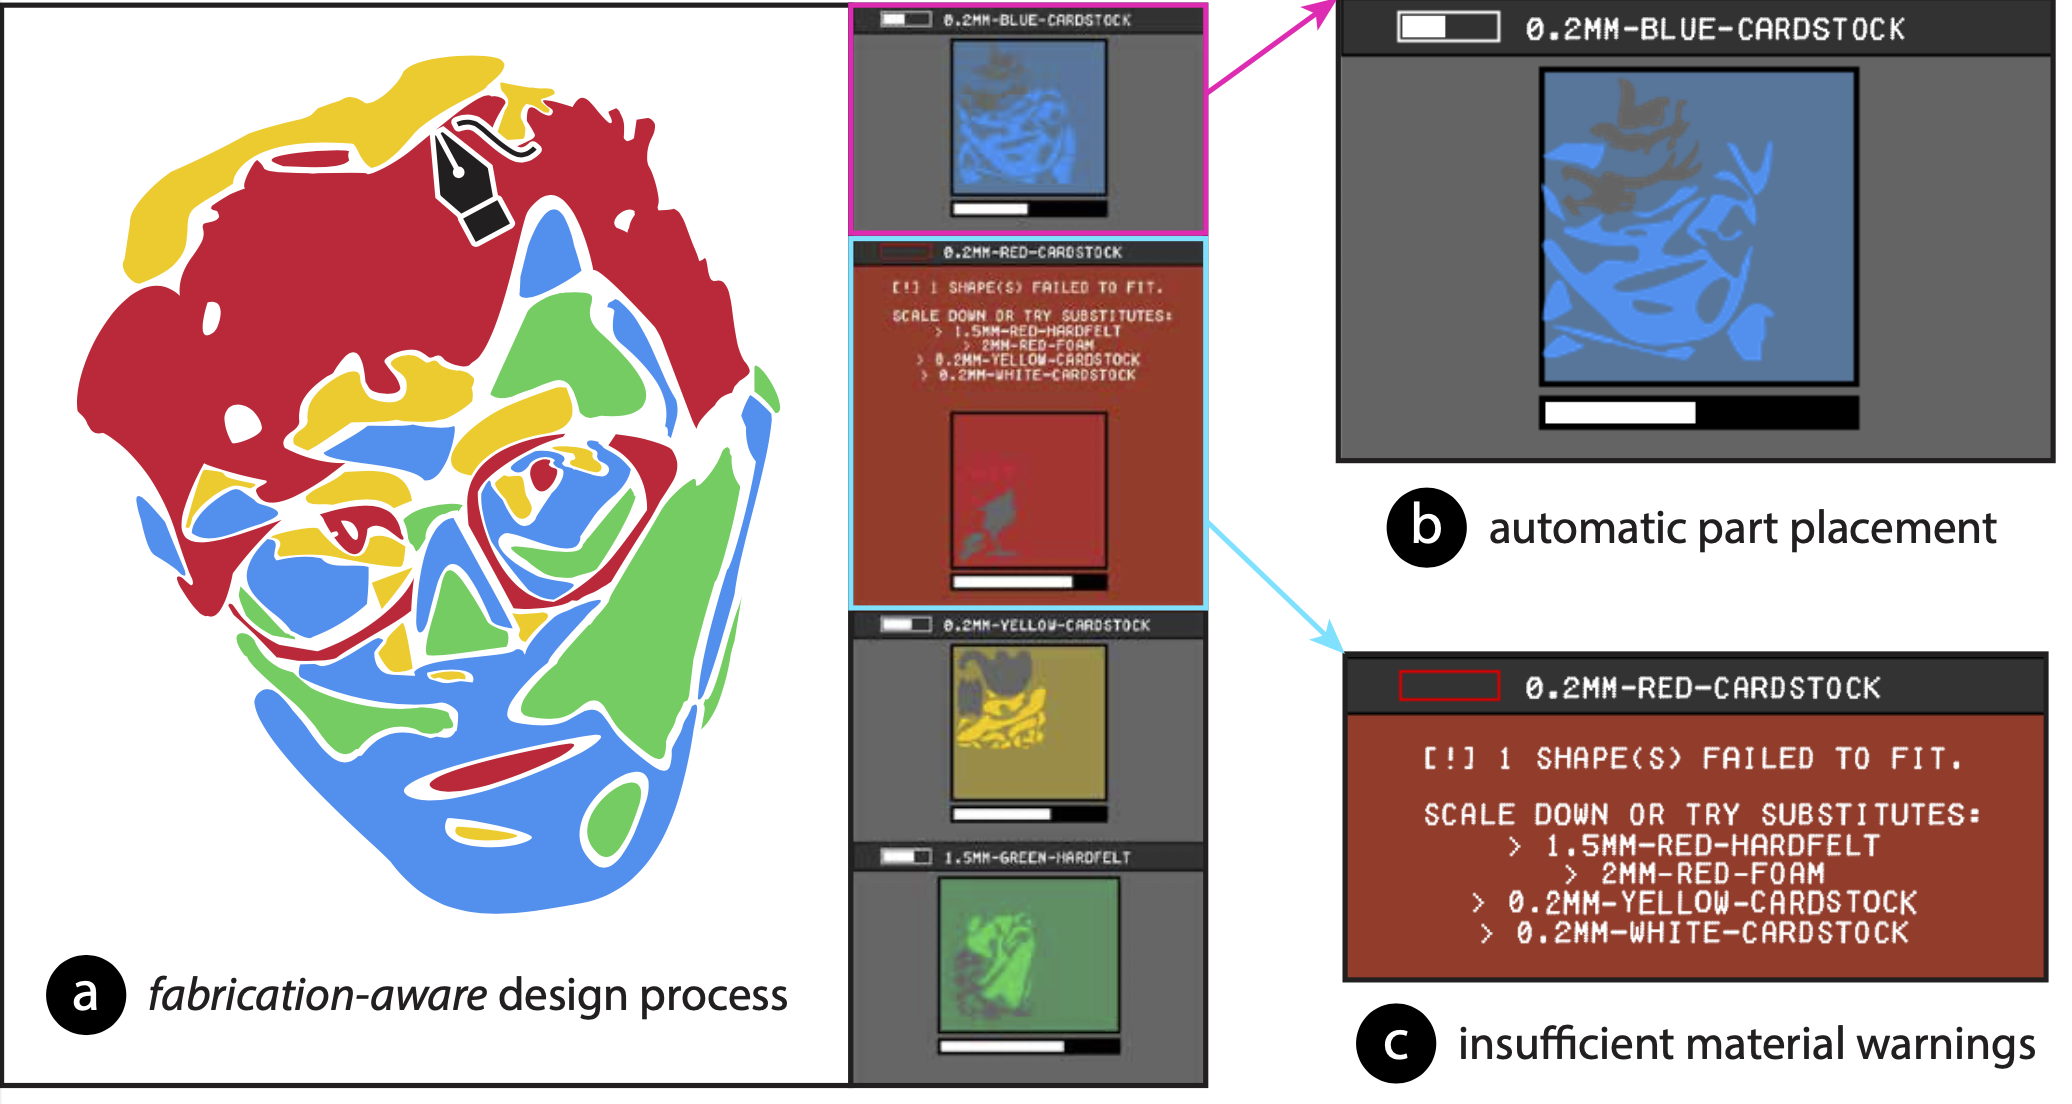 0.2MM-BLUE-CARDSTOCK
0.2MM-RED-CARDSTOCK
[!] 1 SHAPE(S) FAILED TO FIT.
SCALE DOWN OR TRY SUBSTITUTES:
> 1.5MM-RED-HARDFELT
> 2MM-RED-FOAM
> 0.2MM-YELLOW-CARDSTOCK
> 0.2MM-WHITE-CARDSTOCK
0.2MM-YELLOW-CARDSTOCK
1.5MM-GREEN-HARDFELT
a fabrication-aware design process
0.2MM-BLUE-CARDSTOCK
b automatic part placement
0.2MM-RED-CARDSTOCK
[!] 1 SHAPE(S) FAILED TO FIT.
SCALE DOWN OR TRY SUBSTITUTES:
> 1.5MM-RED-HARDFELT
> 2MM-RED-FOAM
> 0.2MM-YELLOW-CARDSTOCK
> 0.2MM-WHITE-CARDSTOCK
c insufficient material warnings